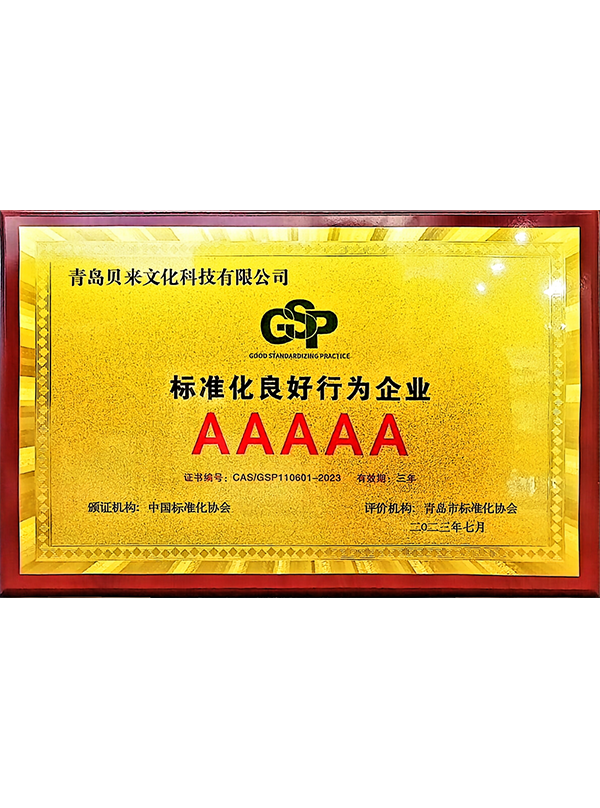 青岛贝来文化科技有限公司
GSP
GOOD STANDARDIZING PRACTICE
标准化良好行为企业
AAAAA
证书编号：CAS/GSP110601-2023 有效期：三年
颁证机构：中国标准化协会 评价机构：青岛市标准化协会
二0二三年七月